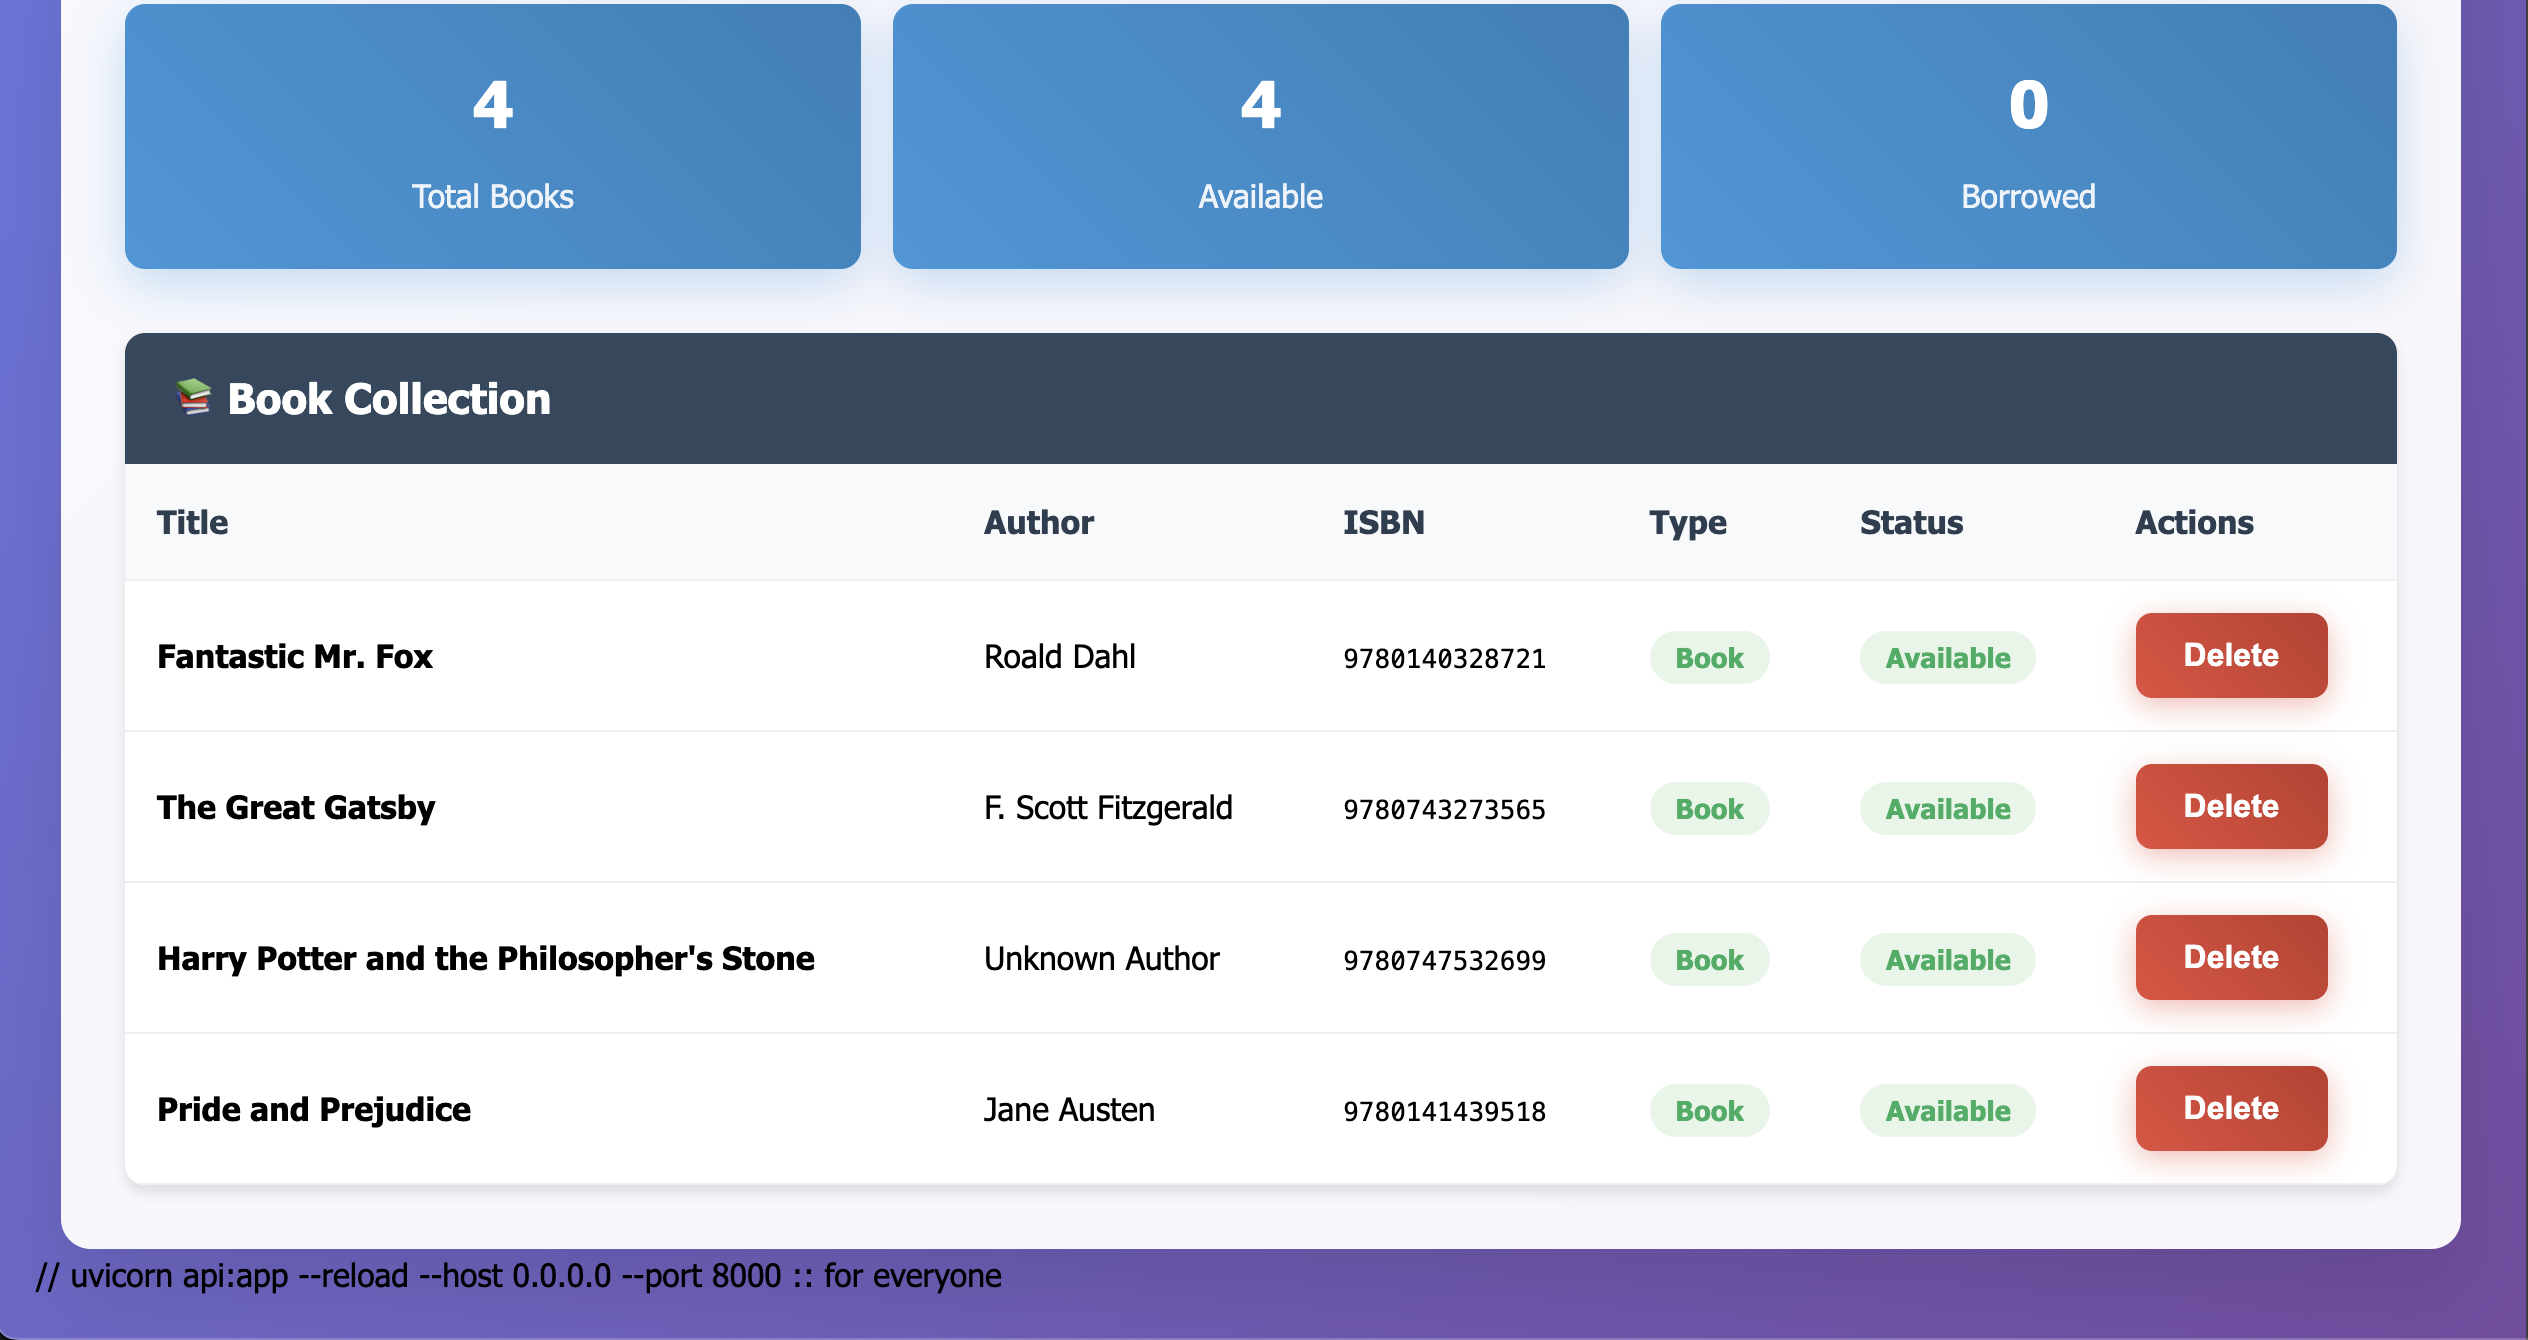 4
Total Books
4
Available
0
Borrowed
Book Collection
Title Author ISBN Type Status Actions
Fantastic Mr. Fox Roald Dahl 9780140328721 Book Available Delete
The Great Gatsby F. Scott Fitzgerald 9780743273565 Book Available Delete
Harry Potter and the Philosopher's Stone Unknown Author 9780747532699 Book Available Delete
Pride and Prejudice Jane Austen 9780141439518 Book Available Delete
// uvicorn api:app --reload --host 0.0.0.0 --port 8000 :: for everyone